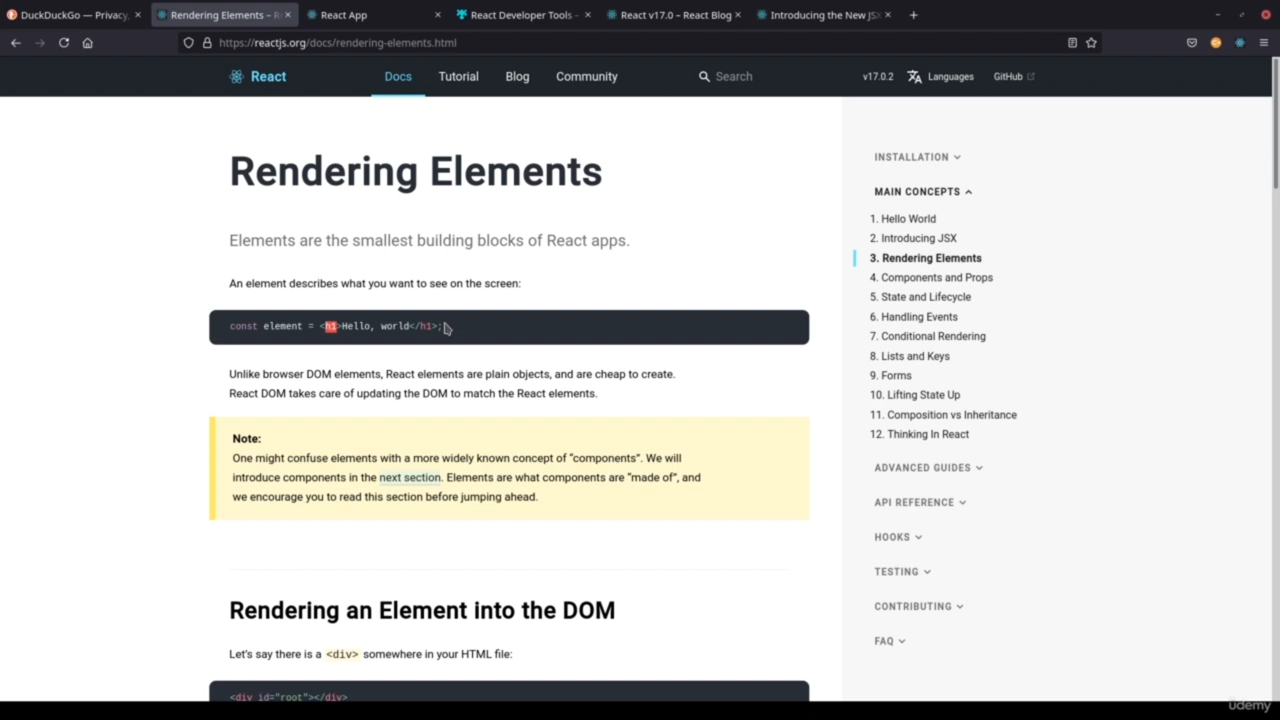 DuckDuckGo — Privacy,
Rendering Elements – R
React App
React Developer Tools –
React v17.0 – React Blog
Introducing the New JSX
https://reactjs.org/docs/rendering-elements.html
React
Docs
Tutorial
Blog
Community
Search
v17.0.2
Languages
GitHub
Rendering Elements
Elements are the smallest building blocks of React apps.
An element describes what you want to see on the screen:
const element = <h1>Hello, world</h1>;
Unlike browser DOM elements, React elements are plain objects, and are cheap to create.
React DOM takes care of updating the DOM to match the React elements.
Note:
One might confuse elements with a more widely known concept of “components”. We will
introduce components in the next section. Elements are what components are “made of”, and
we encourage you to read this section before jumping ahead.
Rendering an Element into the DOM
Let’s say there is a <div> somewhere in your HTML file:
<div id="root"></div>
INSTALLATION
MAIN CONCEPTS
1. Hello World
2. Introducing JSX
3. Rendering Elements
4. Components and Props
5. State and Lifecycle
6. Handling Events
7. Conditional Rendering
8. Lists and Keys
9. Forms
10. Lifting State Up
11. Composition vs Inheritance
12. Thinking In React
ADVANCED GUIDES
API REFERENCE
HOOKS
TESTING
CONTRIBUTING
FAQ
ûdemy